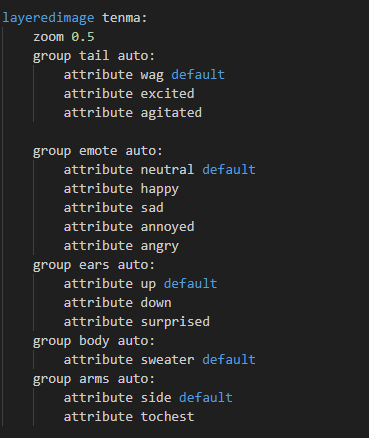 layeredimage tenma:
    zoom 0.5
    group tail auto:
        attribute wag default
        attribute excited
        attribute agitated

    group emote auto:
        attribute neutral default
        attribute happy
        attribute sad
        attribute annoyed
        attribute angry
    group ears auto:
        attribute up default
        attribute down
        attribute surprised
    group body auto:
        attribute sweater default
    group arms auto:
        attribute side default
        attribute tochest